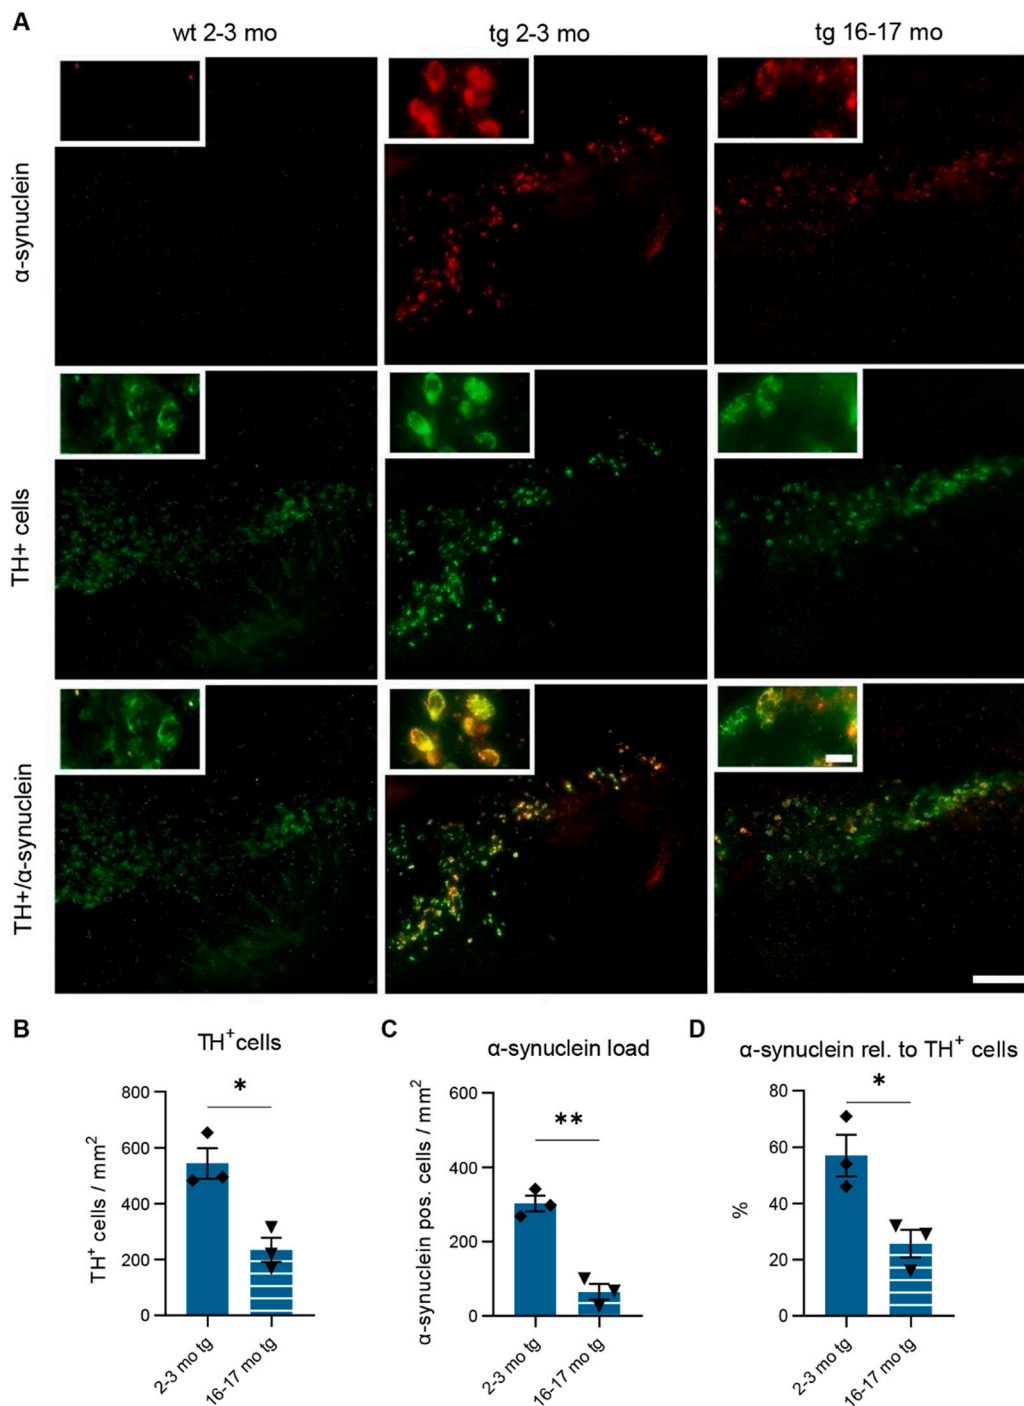 A
wt 2-3 mo
tg 2-3 mo
tg 16-17 mo
α-synuclein
TH+ cells
TH+/α-synuclein
B
TH⁺cells
TH⁺ cells / mm²
800
600
400
200
0
*
2-3 mo tg
16-17 mo tg
C
α-synuclein load
α-synuclein pos. cells / mm²
600
400
200
0
**
2-3 mo tg
16-17 mo tg
D
α-synuclein rel. to TH⁺ cells
%
80
60
40
20
0
*
2-3 mo tg
16-17 mo tg